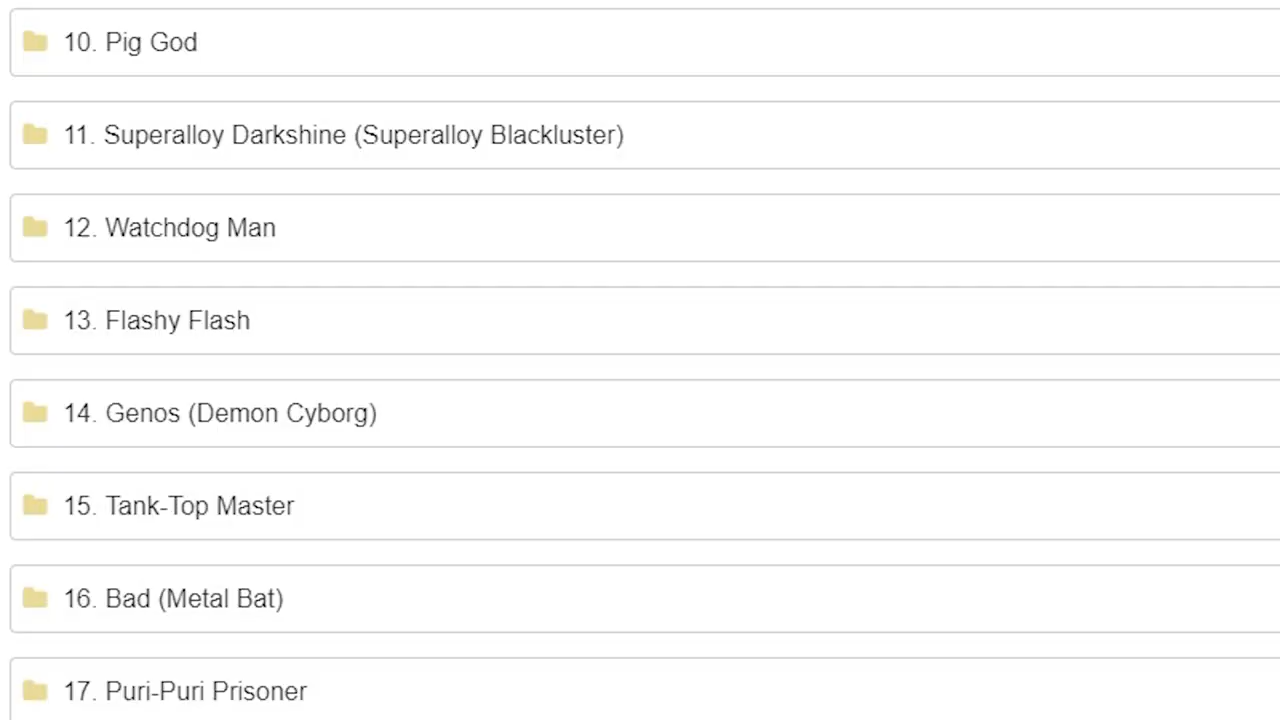 10. Pig God
11. Superalloy Darkshine (Superalloy Blackluster)
12. Watchdog Man
13. Flashy Flash
14. Genos (Demon Cyborg)
15. Tank-Top Master
16. Bad (Metal Bat)
17. Puri-Puri Prisoner